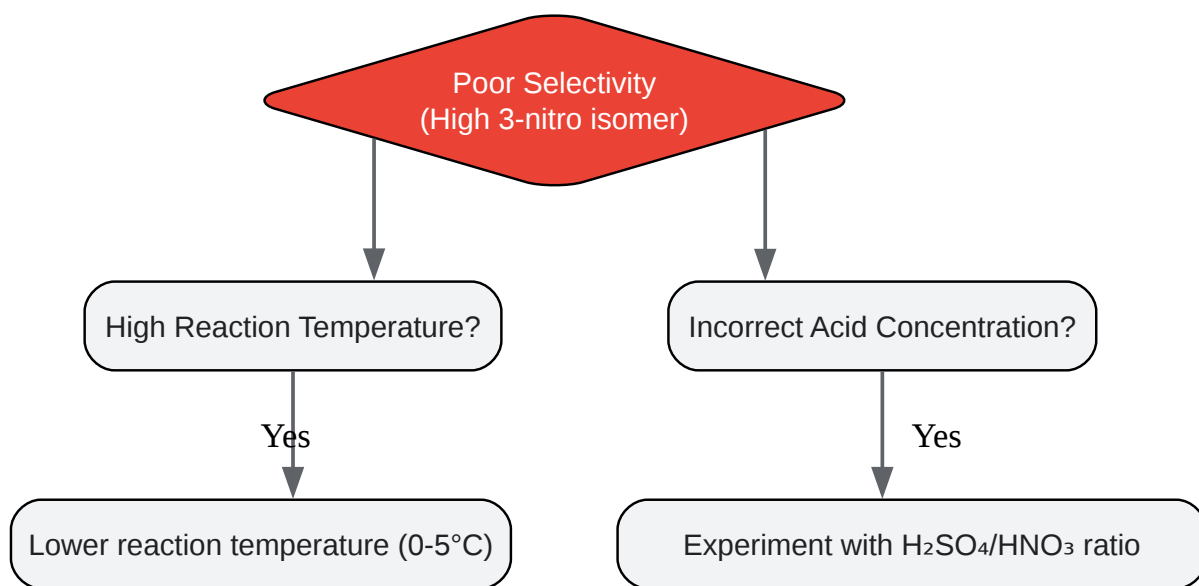 Poor Selectivity
(High 3-nitro isomer)
High Reaction Temperature?
Incorrect Acid Concentration?
Yes
Yes
Lower reaction temperature (0-5°C)
Experiment with H₂SO₄/HNO₃ ratio